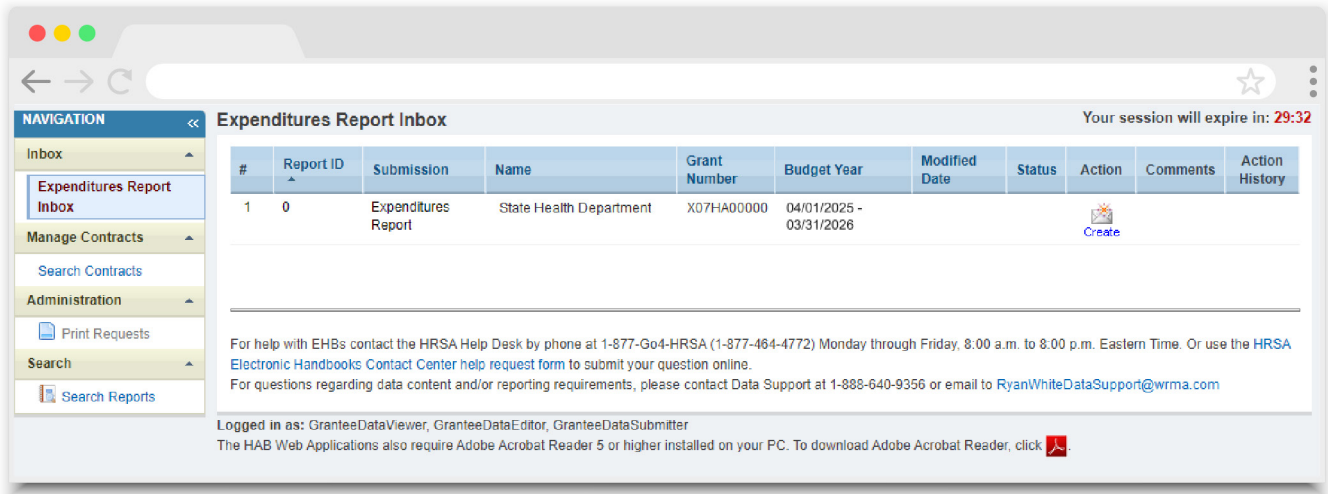 NAVIGATION «
Inbox
Expenditures Report
Inbox
Manage Contracts
Search Contracts
Administration
Print Requests
Search
Search Reports
Expenditures Report Inbox
Your session will expire in: 29:32
# Report ID Submission Name Grant Number Budget Year Modified Date Status Action Comments Action History
1 0 Expenditures Report State Health Department X07HA00000 04/01/2025 - 03/31/2026 Create
For help with EHBs contact the HRSA Help Desk by phone at 1-877-Go4-HRSA (1-877-464-4772) Monday through Friday, 8:00 a.m. to 8:00 p.m. Eastern Time. Or use the HRSA
Electronic Handbooks Contact Center help request form to submit your question online.
For questions regarding data content and/or reporting requirements, please contact Data Support at 1-888-640-9356 or email to RyanWhiteDataSupport@wrma.com
Logged in as: GranteeDataViewer, GranteeDataEditor, GranteeDataSubmitter
The HAB Web Applications also require Adobe Acrobat Reader 5 or higher installed on your PC. To download Adobe Acrobat Reader, click .